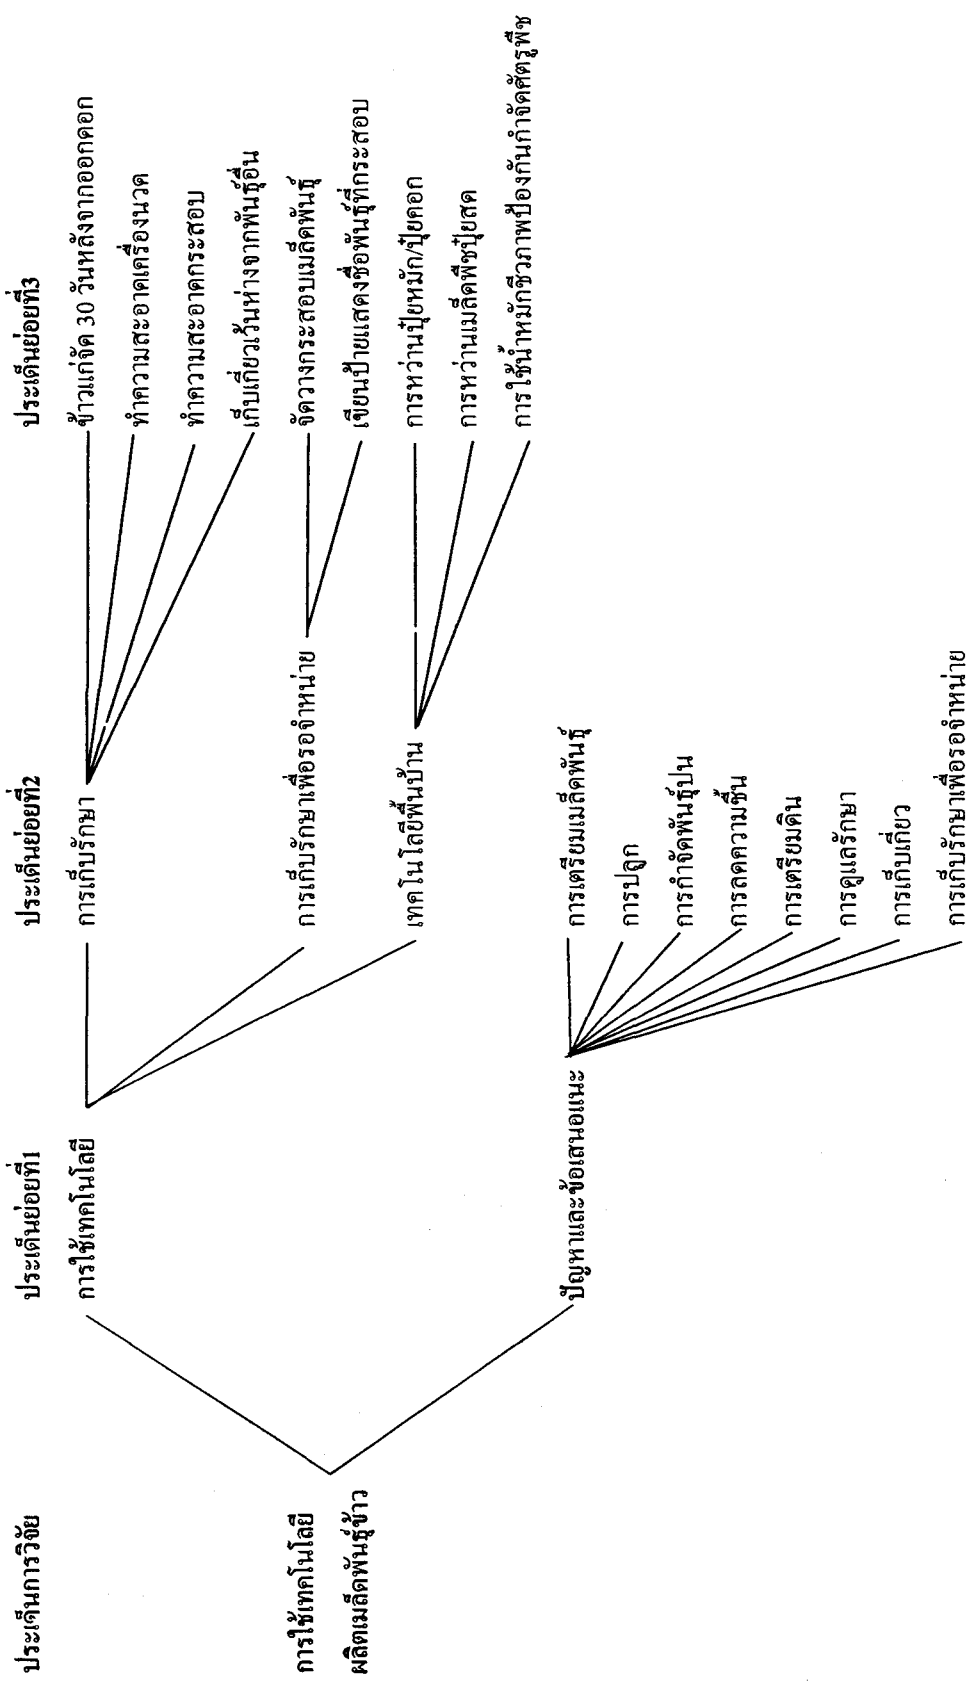 ประเด็นการวิจัย
ประเด็นย่อยที่1
ประเด็นย่อยที่2
ประเด็นย่อยที่3
การใช้เทคโนโลยี
ผลิตเมล็ดพันธุ์ข้าว
การใช้เทคโนโลยี
การเก็บรักษา
ข้าวแก่จัด 30 วันหลังจากออกดอก
ทำความสะอาดเครื่องนวด
ทำความสะอาดกระสอบ
เก็บเกี่ยวเว้นห่างจากพันธุ์อื่น
การเก็บรักษาเพื่อรอจำหน่าย
จัดวางกระสอบเมล็ดพันธุ์
เขียนป้ายแสดงชื่อพันธุ์ที่กระสอบ
เทคโนโลยีพื้นบ้าน
การหว่านปุ๋ยหมัก/ปุ๋ยคอก
การหว่านเมล็ดพืชปุ๋ยสด
การใช้น้ำหมักชีวภาพป้องกันกำจัดศัตรูพืช
ปัญหาและข้อเสนอแนะ
การเตรียมเมล็ดพันธุ์
การปลูก
การกำจัดพันธุ์ปน
การลดความชื้น
การเตรียมดิน
การดูแลรักษา
การเก็บเกี่ยว
การเก็บรักษาเพื่อรอจำหน่าย